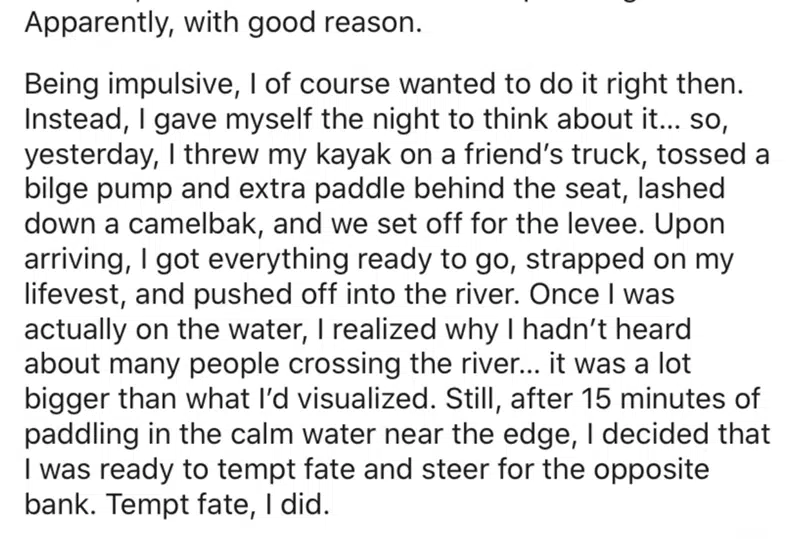 Apparently, with good reason.
Being impulsive, I of course wanted to do it right then.
Instead, I gave myself the night to think about it... so,
yesterday, I threw my kayak on a friend’s truck, tossed a
bilge pump and extra paddle behind the seat, lashed
down a camelbak, and we set off for the levee. Upon
arriving, I got everything ready to go, strapped on my
lifevest, and pushed off into the river. Once I was
actually on the water, I realized why I hadn’t heard
about many people crossing the river... it was a lot
bigger than what I’d visualized. Still, after 15 minutes of
paddling in the calm water near the edge, I decided that
I was ready to tempt fate and steer for the opposite
bank. Tempt fate, I did.